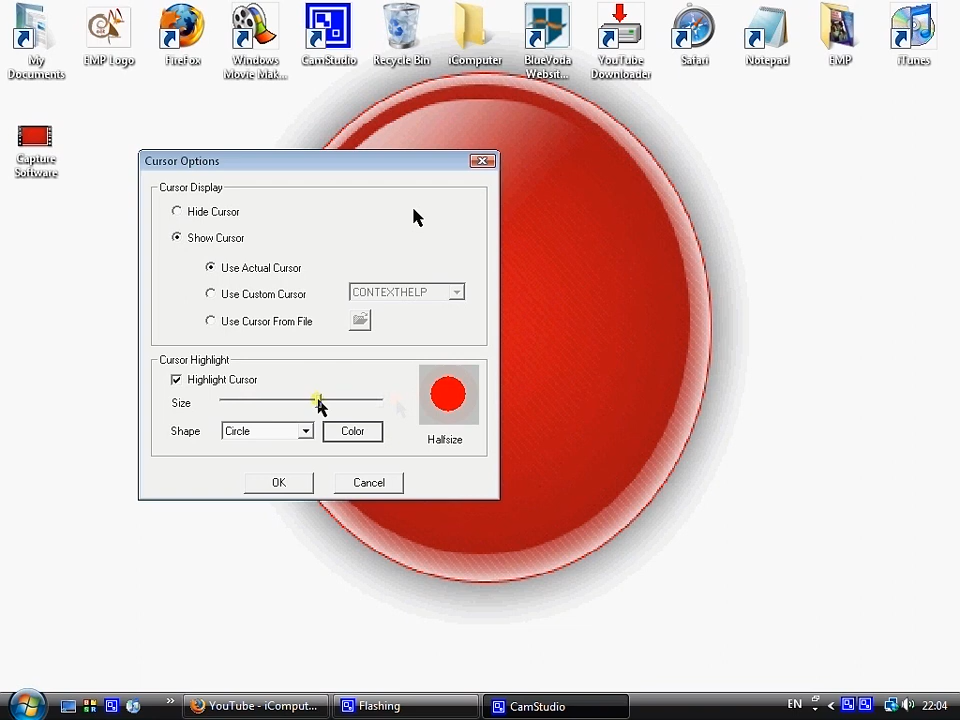 My
Documents
EMP Logo
FireFox
Windows
Movie Mak...
CamStudio
Recycle Bin
iComputer
BlueVoda
Websit...
YouTube
Downloader
Safari
Notepad
EMP
iTunes
Capture
Software
Cursor Options
Cursor Display
Hide Cursor
Show Cursor
Use Actual Cursor
Use Custom Cursor
CONTEXTHELP
Use Cursor From File
Cursor Highlight
Highlight Cursor
Size
Shape
Circle
Color
Halfsize
OK
Cancel
YouTube - iComput...
Flashing
CamStudio
EN
22:04